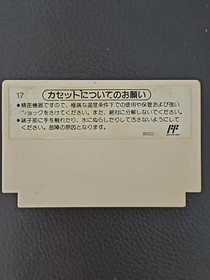 17
カセットについてのお願い
●精密機器ですので、極端な温度条件下での使用や保管および強い
ショックをさけてください。また、絶対に分解しないでください。
●端子部に手を触れたり、水にぬらしたりして汚さないようにして
ください。故障の原因となります。
FF